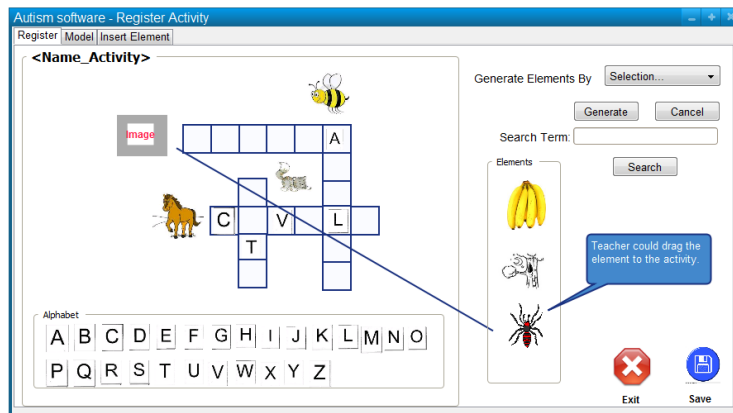 Autism software - Register Activity
Register Model Insert Element
<Name_Activity>
Generate Elements By Selection...
Generate Cancel
Search Term:
Search
Image
A
C V L
T
Elements
Teacher could drag the
element to the activity.
Alphabet
A B C D E F G H I J K L M N O
P Q R S T U V W X Y Z
Exit Save